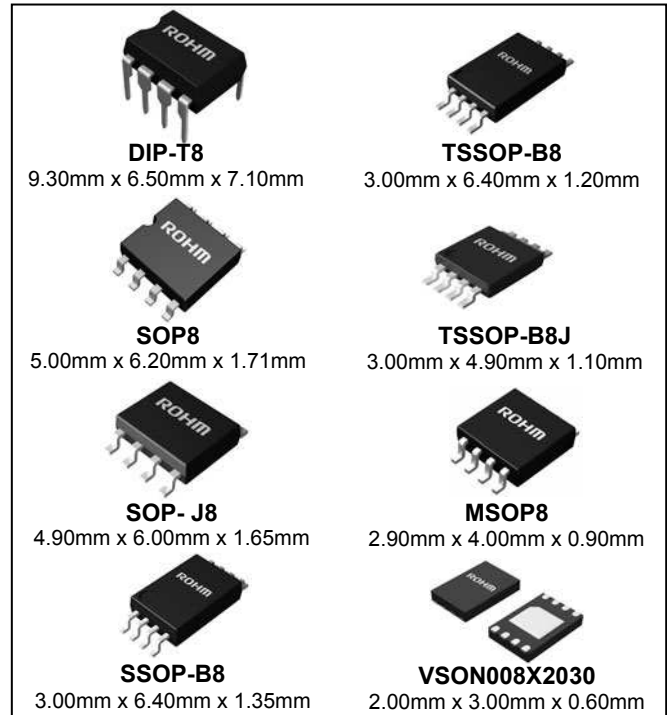 ROHM
DIP-T8
9.30mm x 6.50mm x 7.10mm
ROHM
TSSOP-B8
3.00mm x 6.40mm x 1.20mm
ROHM
SOP8
5.00mm x 6.20mm x 1.71mm
ROHM
TSSOP-B8J
3.00mm x 4.90mm x 1.10mm
ROHM
SOP- J8
4.90mm x 6.00mm x 1.65mm
ROHM
MSOP8
2.90mm x 4.00mm x 0.90mm
ROHM
SSOP-B8
3.00mm x 6.40mm x 1.35mm
ROHM
VSON008X2030
2.00mm x 3.00mm x 0.60mm